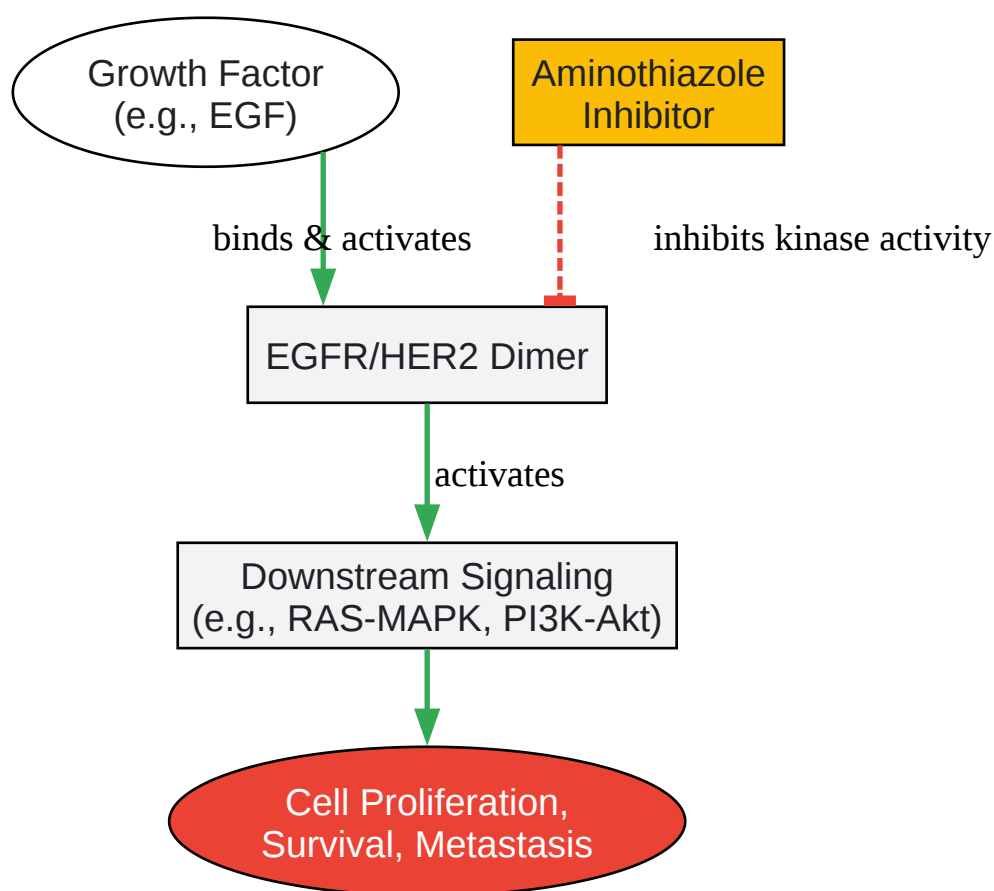 Growth Factor
(e.g., EGF)
Aminothiazole
Inhibitor
binds & activates
inhibits kinase activity
EGFR/HER2 Dimer
activates
Downstream Signaling
(e.g., RAS-MAPK, PI3K-Akt)
Cell Proliferation,
Survival, Metastasis